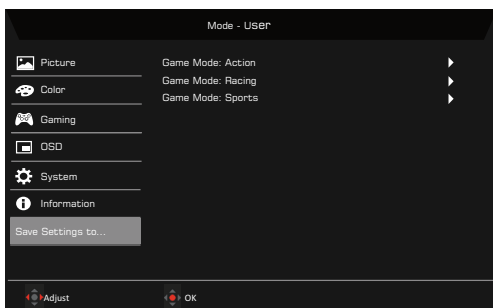 Mode - User
Picture
Color
Gaming
OSD
System
Information
Save Settings to...
Game Mode: Action
Game Mode: Racing
Game Mode: Sports
Adjust
OK